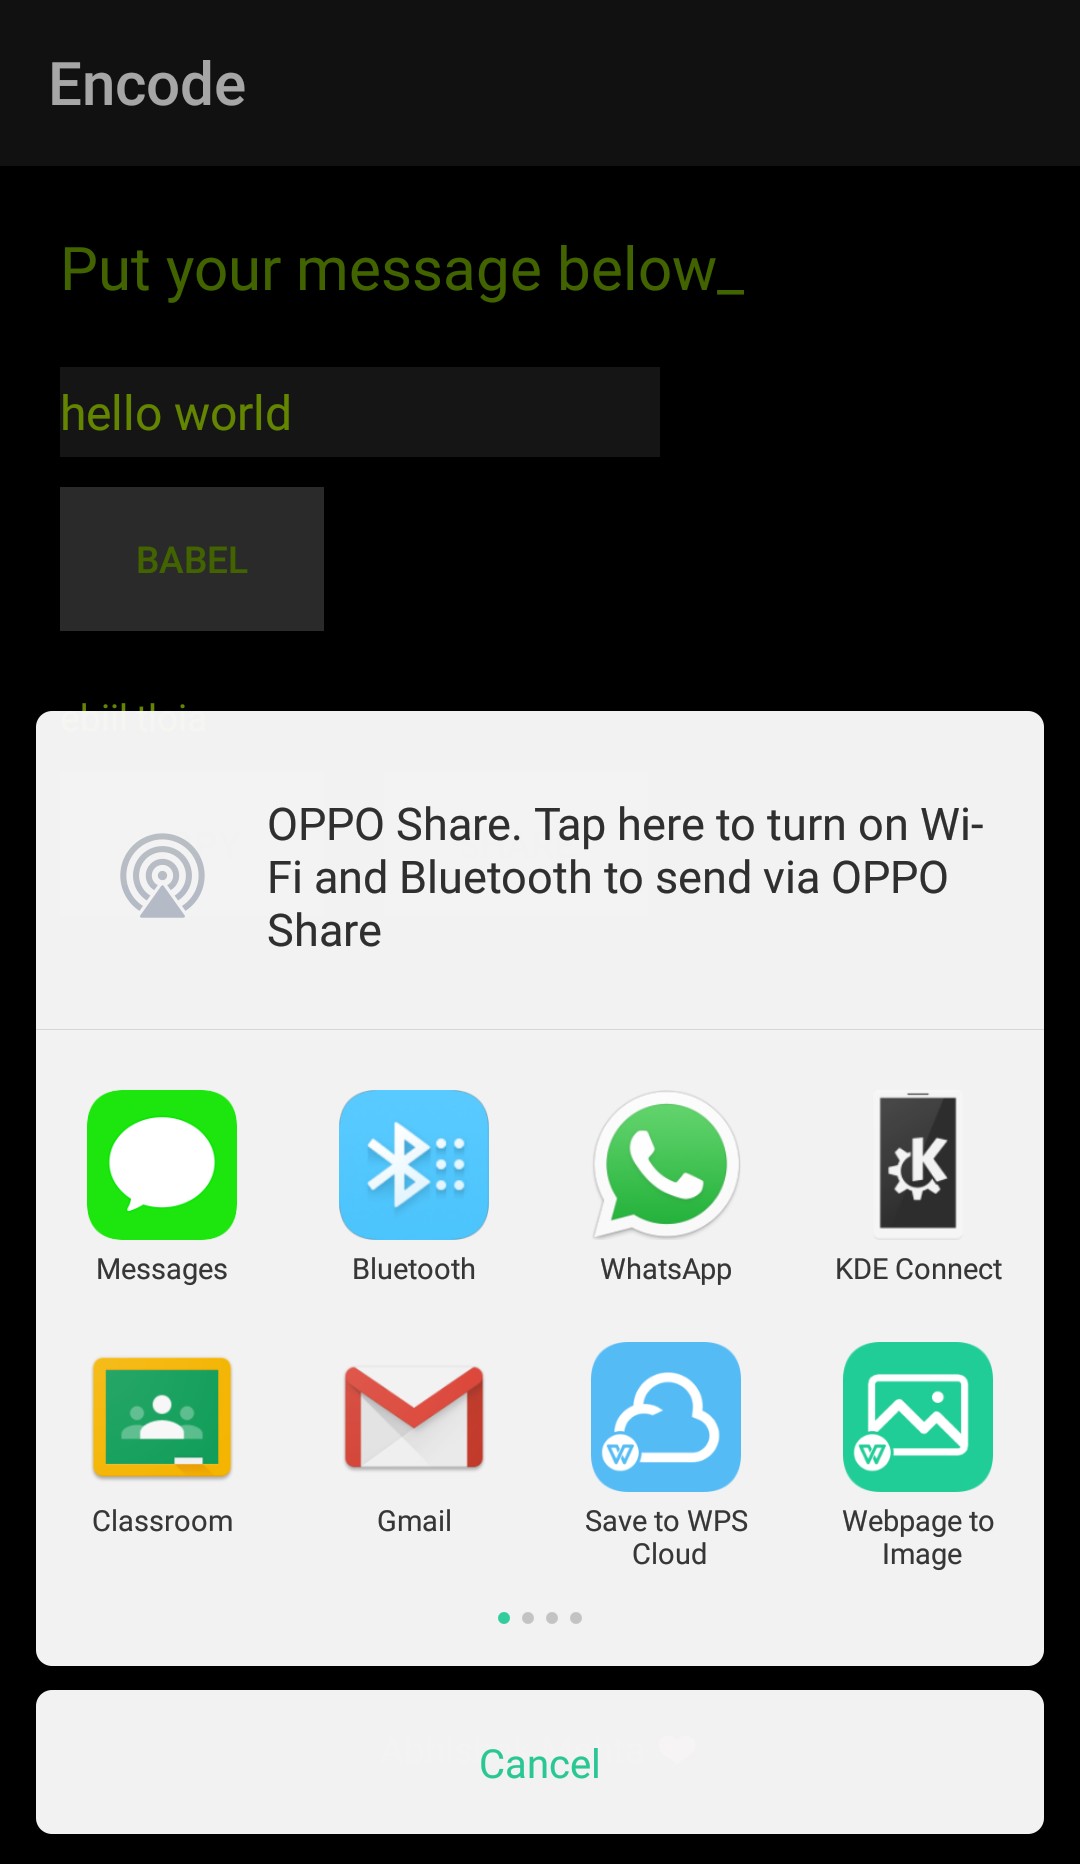 Encode
Put your message below_
hello world
BABEL
ebiil tloia
OPPO Share. Tap here to turn on Wi-
Fi and Bluetooth to send via OPPO
Share
Messages
Bluetooth
WhatsApp
KDE Connect
Classroom
Gmail
Save to WPS
Cloud
Webpage to
Image
Cancel